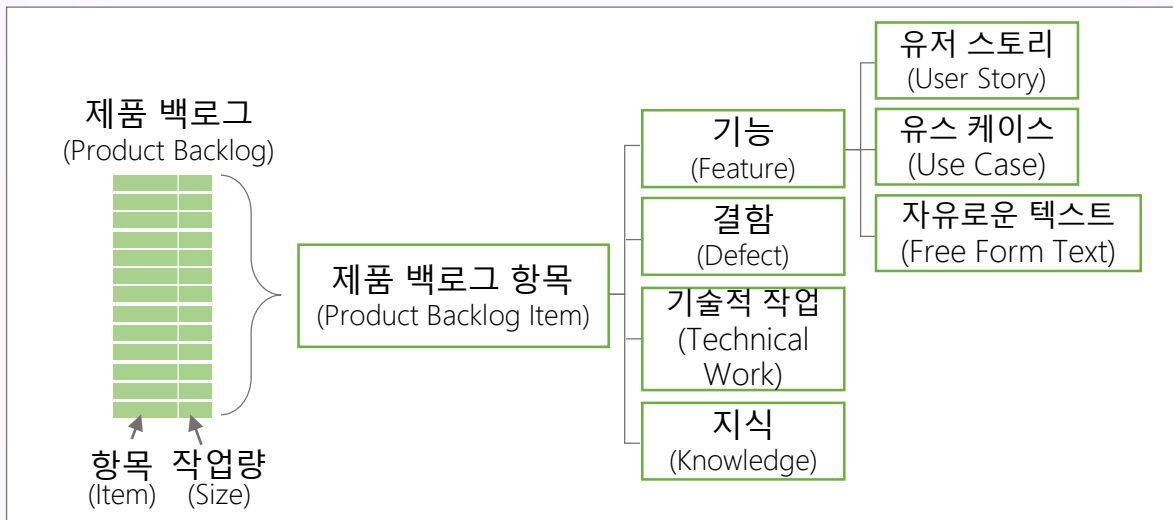 제품 백로그
(Product Backlog)
항목
(Item)
작업량
(Size)
제품 백로그 항목
(Product Backlog Item)
기능
(Feature)
결함
(Defect)
기술적 작업
(Technical
Work)
지식
(Knowledge)
유저 스토리
(User Story)
유스 케이스
(Use Case)
자유로운 텍스트
(Free Form Text)